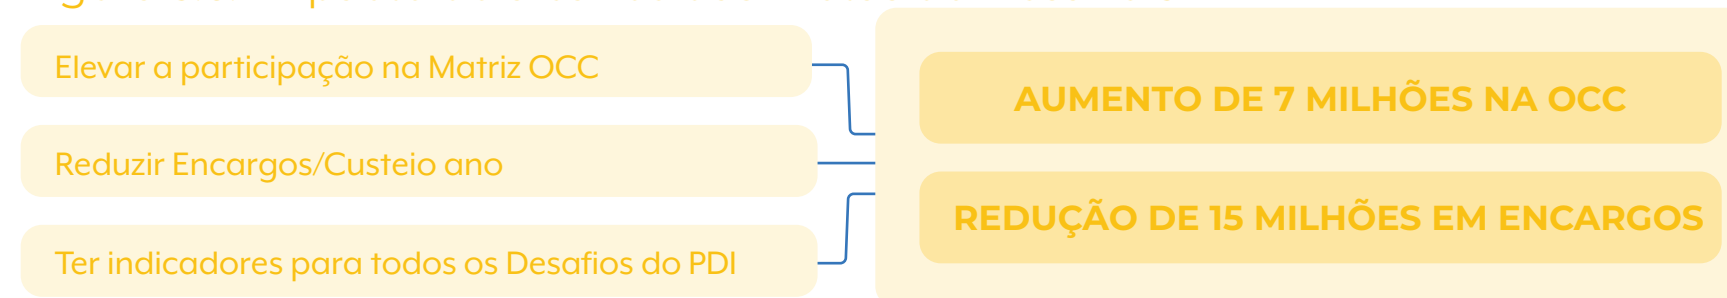 Elevar a participação na Matriz OCC
Reduzir Encargos/Custeio ano
Ter indicadores para todos os Desafios do PDI
AUMENTO DE 7 MILHÕES NA OCC
REDUÇÃO DE 15 MILHÕES EM ENCARGOS